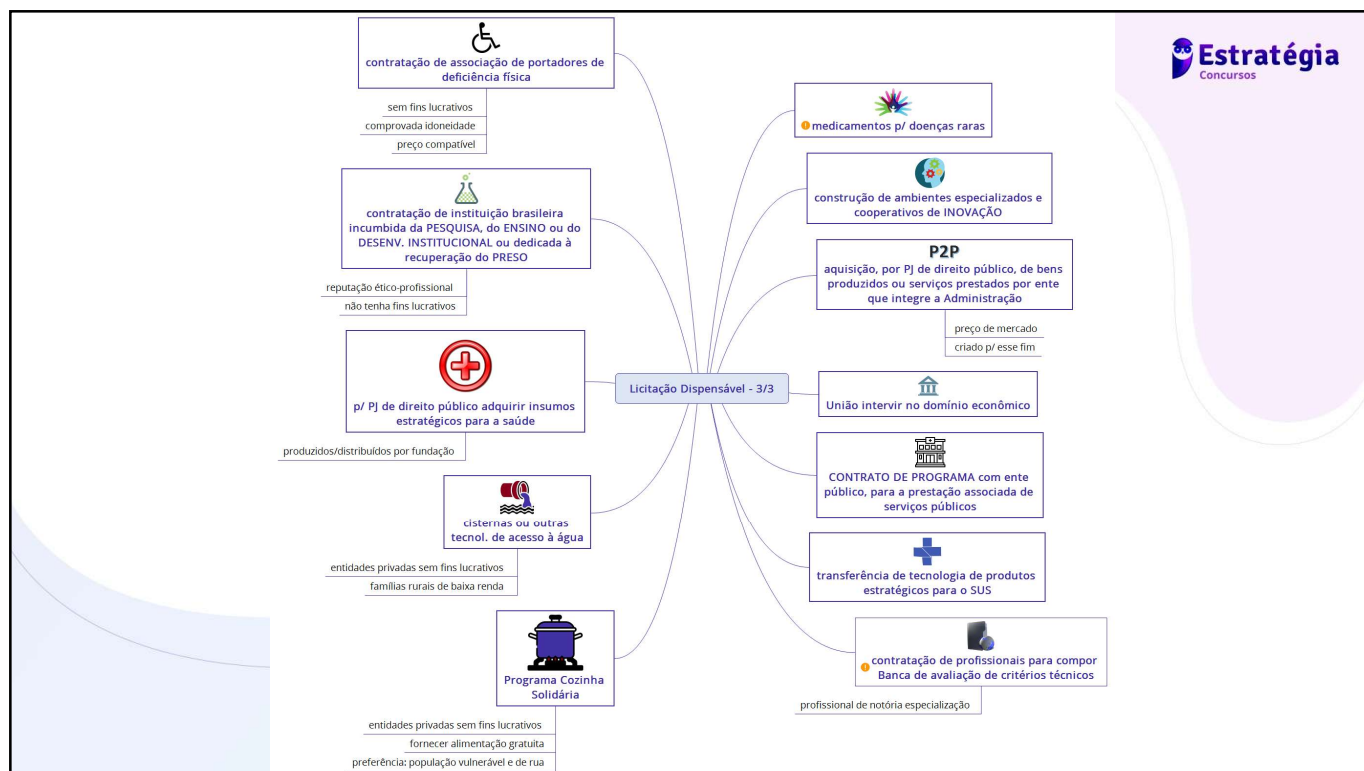 Estratégia
Concursos
contratação de associação de portadores de
deficiência física
sem fins lucrativos
comprovada idoneidade
preço compatível
contratação de instituição brasileira
incumbida da PESQUISA, do ENSINO ou do
DESENV. INSTITUCIONAL ou dedicada à
recuperação do PRESO
reputação ético-profissional
não tenha fins lucrativos
p/ PJ de direito público adquirir insumos
estratégicos para a saúde
produzidos/distribuídos por fundação
cisternas ou outras
tecnol. de acesso à água
entidades privadas sem fins lucrativos
famílias rurais de baixa renda
Programa Cozinha
Solidária
entidades privadas sem fins lucrativos
fornecer alimentação gratuita
preferência: população vulnerável e de rua
Licitação Dispensável - 3/3
medicamentos p/ doenças raras
construção de ambientes especializados e
cooperativos de INOVAÇÃO
P2P
aquisição, por PJ de direito público, de bens
produzidos ou serviços prestados por ente
que integre a Administração
preço de mercado
criado p/ esse fim
União intervir no domínio econômico
CONTRATO DE PROGRAMA com ente
público, para a prestação associada de
serviços públicos
transferência de tecnologia de produtos
estratégicos para o SUS
contratação de profissionais para compor
Banca de avaliação de critérios técnicos
profissional de notória especialização